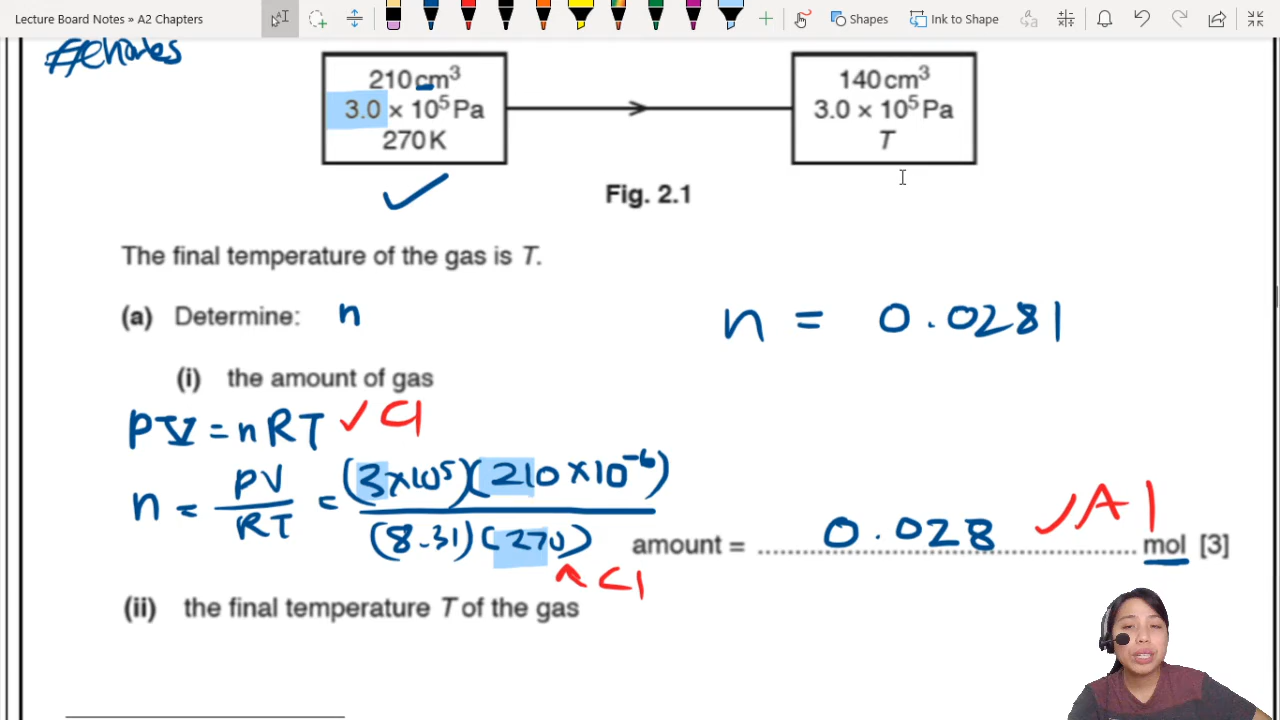 Lecture Board Notes » A2 Chapters
Shapes
Ink to Shape
#charles
210 cm³
3.0 × 10⁵ Pa
270 K
140 cm³
3.0 × 10⁵ Pa
T
Fig. 2.1
The final temperature of the gas is T.
(a) Determine: n
n = 0.0281
(i) the amount of gas
PV = nRT ✓ C1
n = PV/RT = (3×10⁵)(210×10⁻⁶)/(8.31)(270)
C1
amount = 0.028 mol [3]
✓ A1
(ii) the final temperature T of the gas